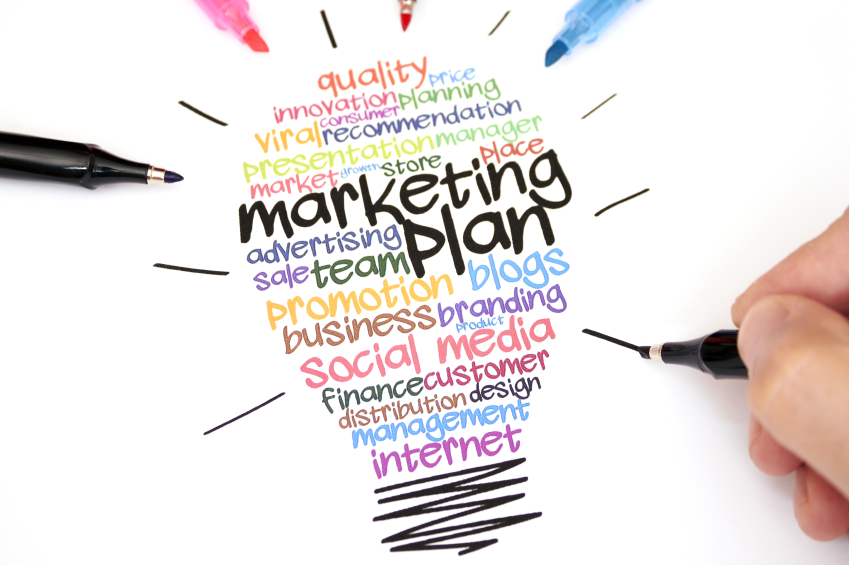 quality price
innovation planning
consumer
viral recommendation
presentation manager
market growth store place
marketing
plan
advertising
sale team
promotion blogs
business branding
product
social media
finance customer
distribution design
management
internet